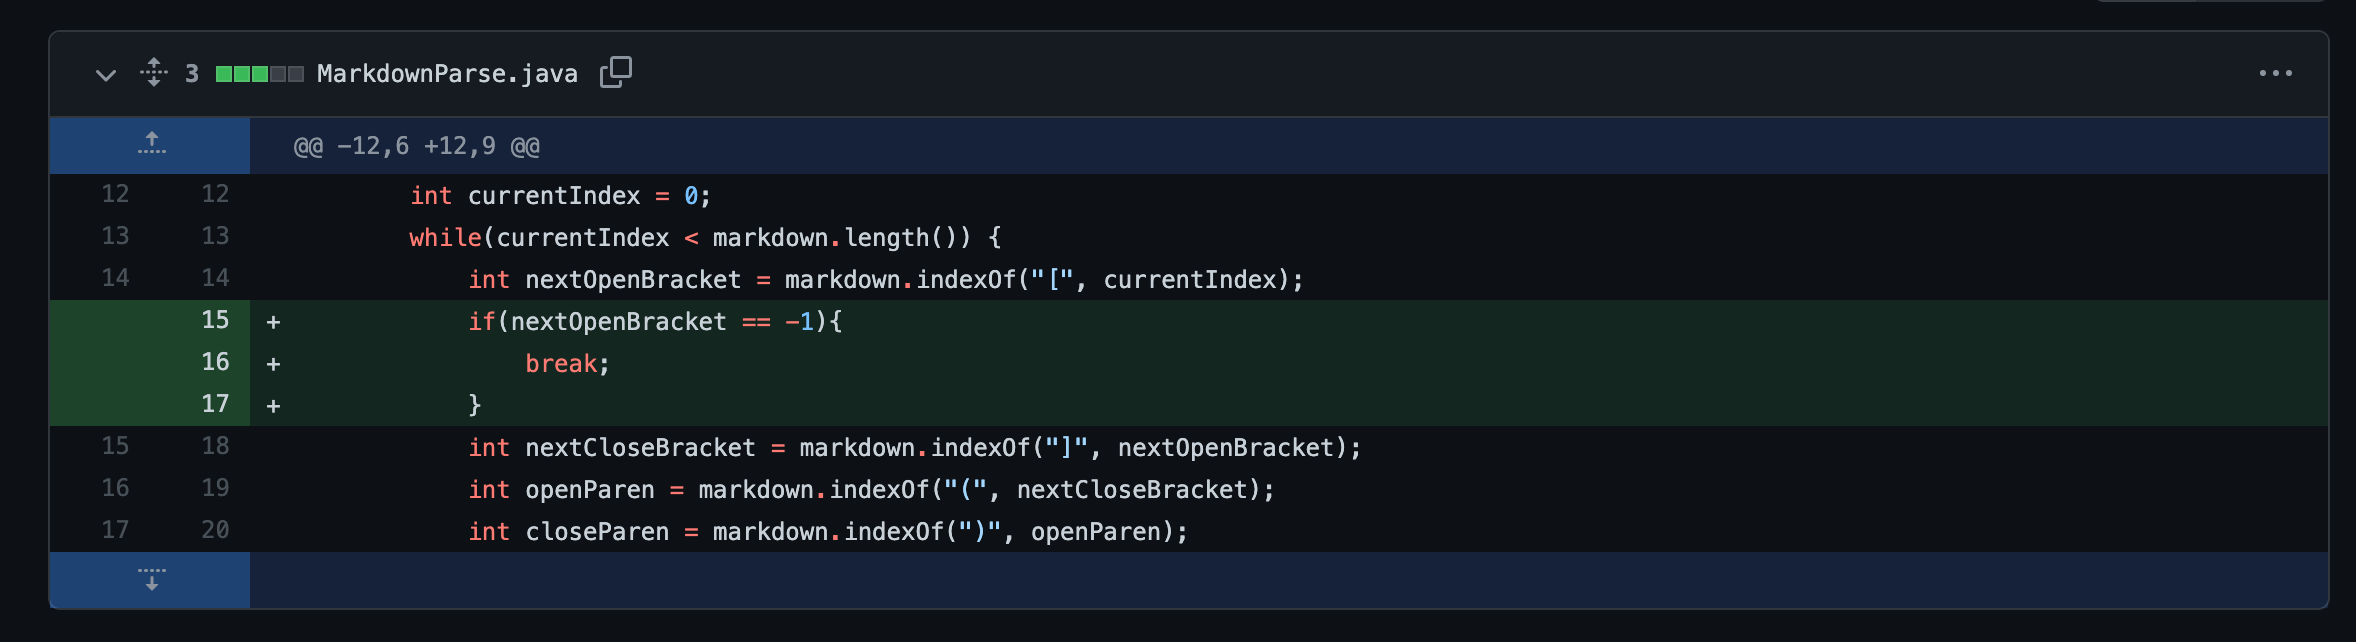 3 MarkdownParse.java
@@ -12,6 +12,9 @@
12 12 int currentIndex = 0;
13 13 while(currentIndex < markdown.length()) {
14 14 int nextOpenBracket = markdown.indexOf("[", currentIndex);
15 + if(nextOpenBracket == -1){
16 + break;
17 + }
15 18 int nextCloseBracket = markdown.indexOf("]", nextOpenBracket);
16 19 int openParen = markdown.indexOf("(", nextCloseBracket);
17 20 int closeParen = markdown.indexOf(")", openParen);